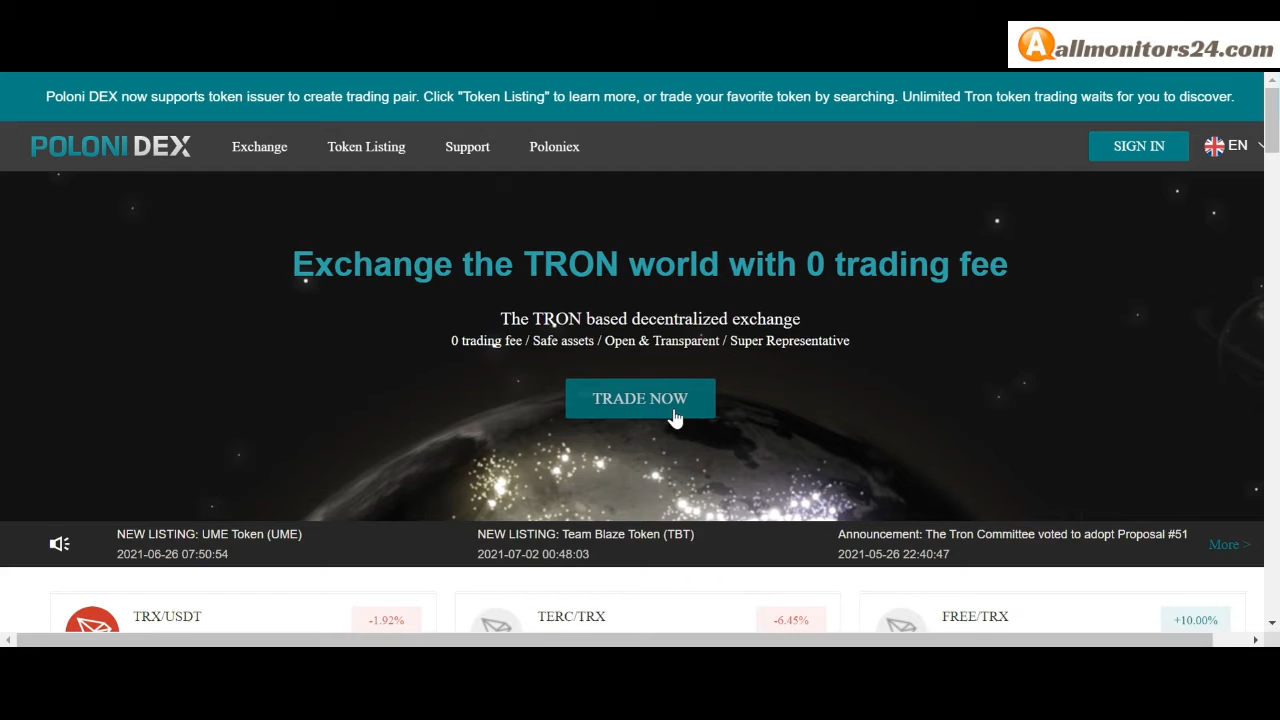 allmonitors24.com
Poloni DEX now supports token issuer to create trading pair. Click "Token Listing" to learn more, or trade your favorite token by searching. Unlimited Tron token trading waits for you to discover.
POLONI DEX Exchange Token Listing Support Poloniex SIGN IN EN
Exchange the TRON world with 0 trading fee
The TRON based decentralized exchange
0 trading fee / Safe assets / Open & Transparent / Super Representative
TRADE NOW
NEW LISTING: UME Token (UME) NEW LISTING: Team Blaze Token (TBT) Announcement: The Tron Committee voted to adopt Proposal #51
2021-06-26 07:50:54 2021-07-02 00:48:03 2021-05-26 22:40:47 More >
TRX/USDT -1.92% TERC/TRX -6.45% FREE/TRX +10.00%